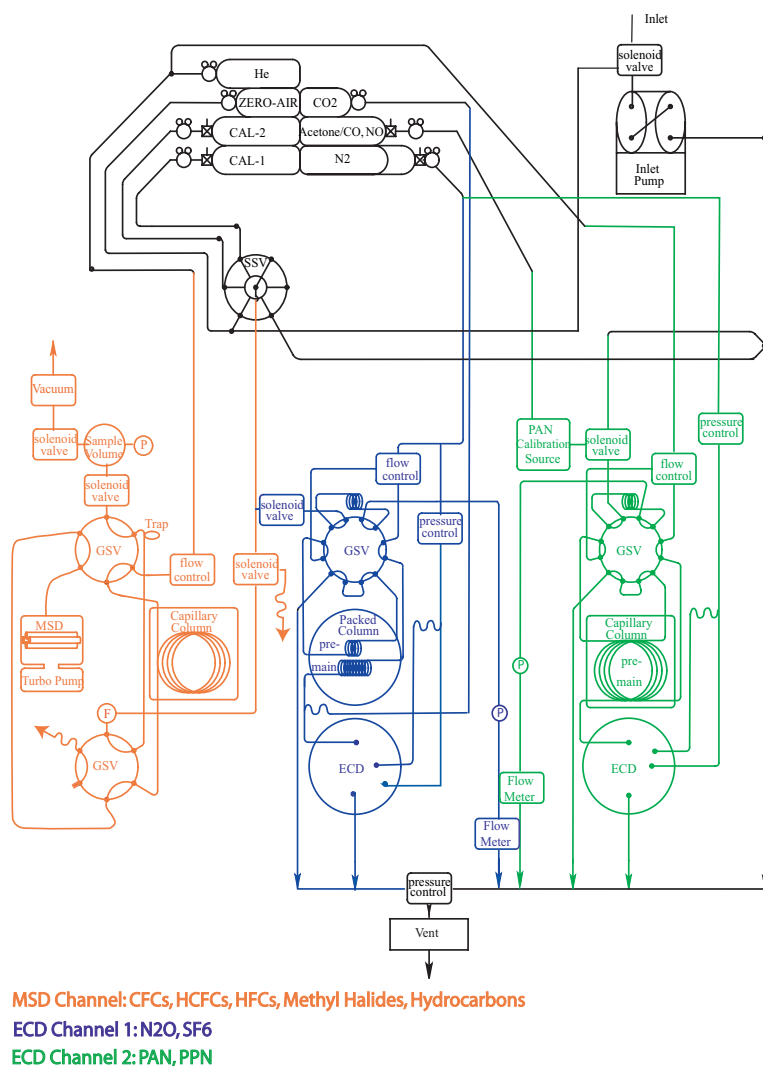 Inlet
solenoid
valve
He
ZERO-AIR
CO2
CAL-2
Acetone/CO, NO
CAL-1
N2
Inlet
Pump
SSV
Vacuum
solenoid
valve
Sample
Volume
P
solenoid
valve
Trap
GSV
flow
control
MSD
Turbo Pump
Capillary
Column
F
GSV
solenoid
valve
solenoid
valve
flow
control
pressure
control
GSV
Packed
Column
pre-
main
P
ECD
Flow
Meter
PAN
Calibration
Source
solenoid
valve
pressure
control
flow
control
GSV
Capillary
Column
pre-
main
P
ECD
Flow
Meter
pressure
control
Vent
MSD Channel: CFCs, HCFCs, HFCs, Methyl Halides, Hydrocarbons
ECD Channel 1: N2O, SF6
ECD Channel 2: PAN, PPN